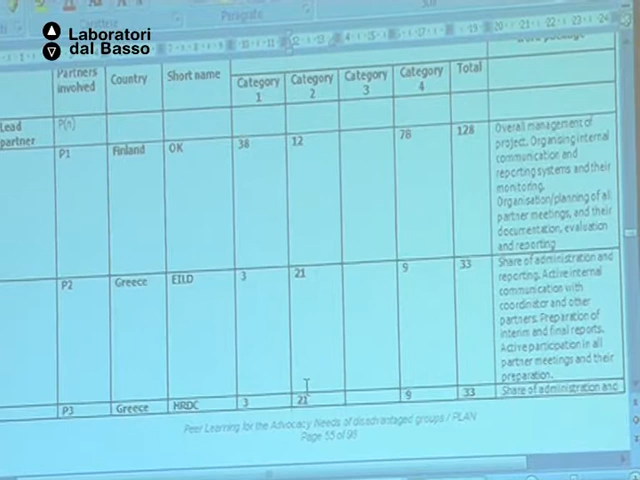 Laboratori
dal Basso
Paragrafo
Partners involved Country Short name Category 1 Category 2 Category 3 Category 4 Total
Lead partner P(n)
P1 Finland OK 38 12 78 128
Overall management of
project. Organising internal
communication and
reporting systems and their
monitoring.
Organisation/planning of all
partner meetings, and their
documentation, evaluation
and reporting
P2 Greece EILD 3 21 9 33
Share of administration and
reporting. Active internal
communication with
coordinator and other
partners. Preparation of
interim and final reports.
Active participation in all
partner meetings and their
preparation.
P3 Greece HRDC 3 21 9 33
Share of administration and
Peer Learning for the Advocacy Needs of disadvantaged groups / PLAN
Page 55 of 98